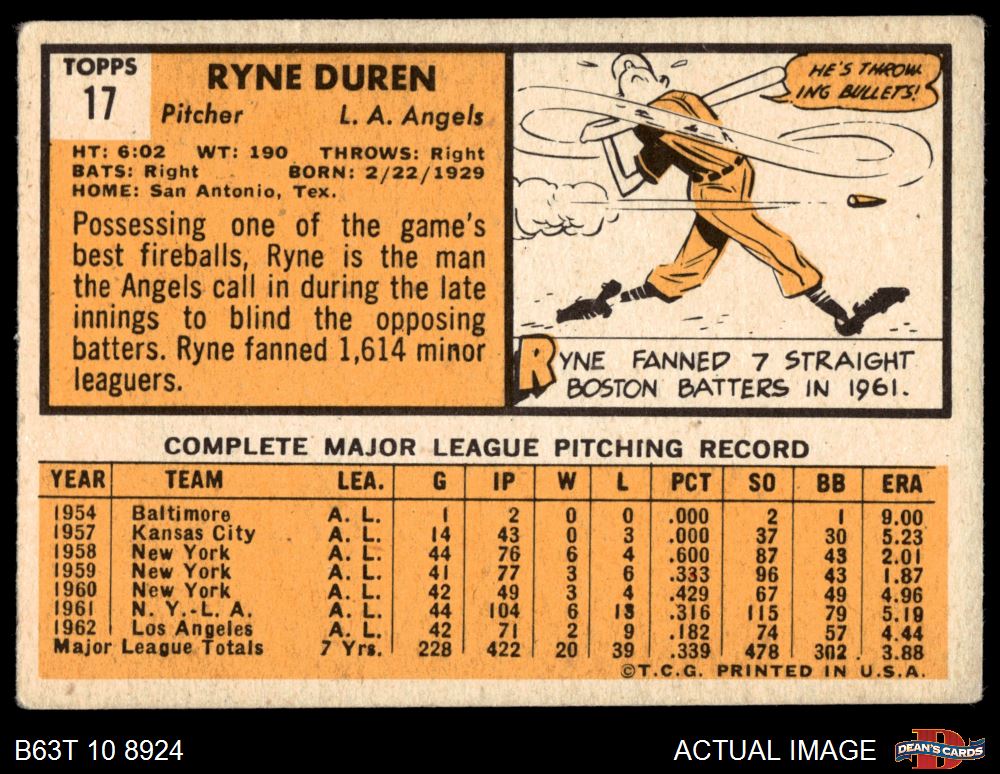 TOPPS
17
RYNE DUREN
Pitcher L. A. Angels
HT: 6:02 WT: 190 THROWS: Right
BATS: Right BORN: 2/22/1929
HOME: San Antonio, Tex.
Possessing one of the game's
best fireballs, Ryne is the man
the Angels call in during the late
innings to blind the opposing
batters. Ryne fanned 1,614 minor
leaguers.
HE'S THROW-
ING BULLETS!
RYNE FANNED 7 STRAIGHT
BOSTON BATTERS IN 1961.
COMPLETE MAJOR LEAGUE PITCHING RECORD
YEAR TEAM LEA. G IP W L PCT SO BB ERA
1954 Baltimore A. L. 1 2 0 0 .000 2 1 9.00
1957 Kansas City A. L. 14 43 0 3 .000 37 30 5.23
1958 New York A. L. 44 76 6 4 .600 87 43 2.01
1959 New York A. L. 41 77 3 6 .333 96 43 1.87
1960 New York A. L. 42 49 3 4 .429 67 49 4.96
1961 N. Y.-L. A. A. L. 44 104 6 13 .316 115 79 5.19
1962 Los Angeles A. L. 42 71 2 9 .182 74 57 4.44
Major League Totals 7 Yrs. 228 422 20 39 .339 478 302 3.88
©T.C.G. PRINTED IN U.S.A.
B63T 10 8924 ACTUAL IMAGE
D
DEAN'S CARDS